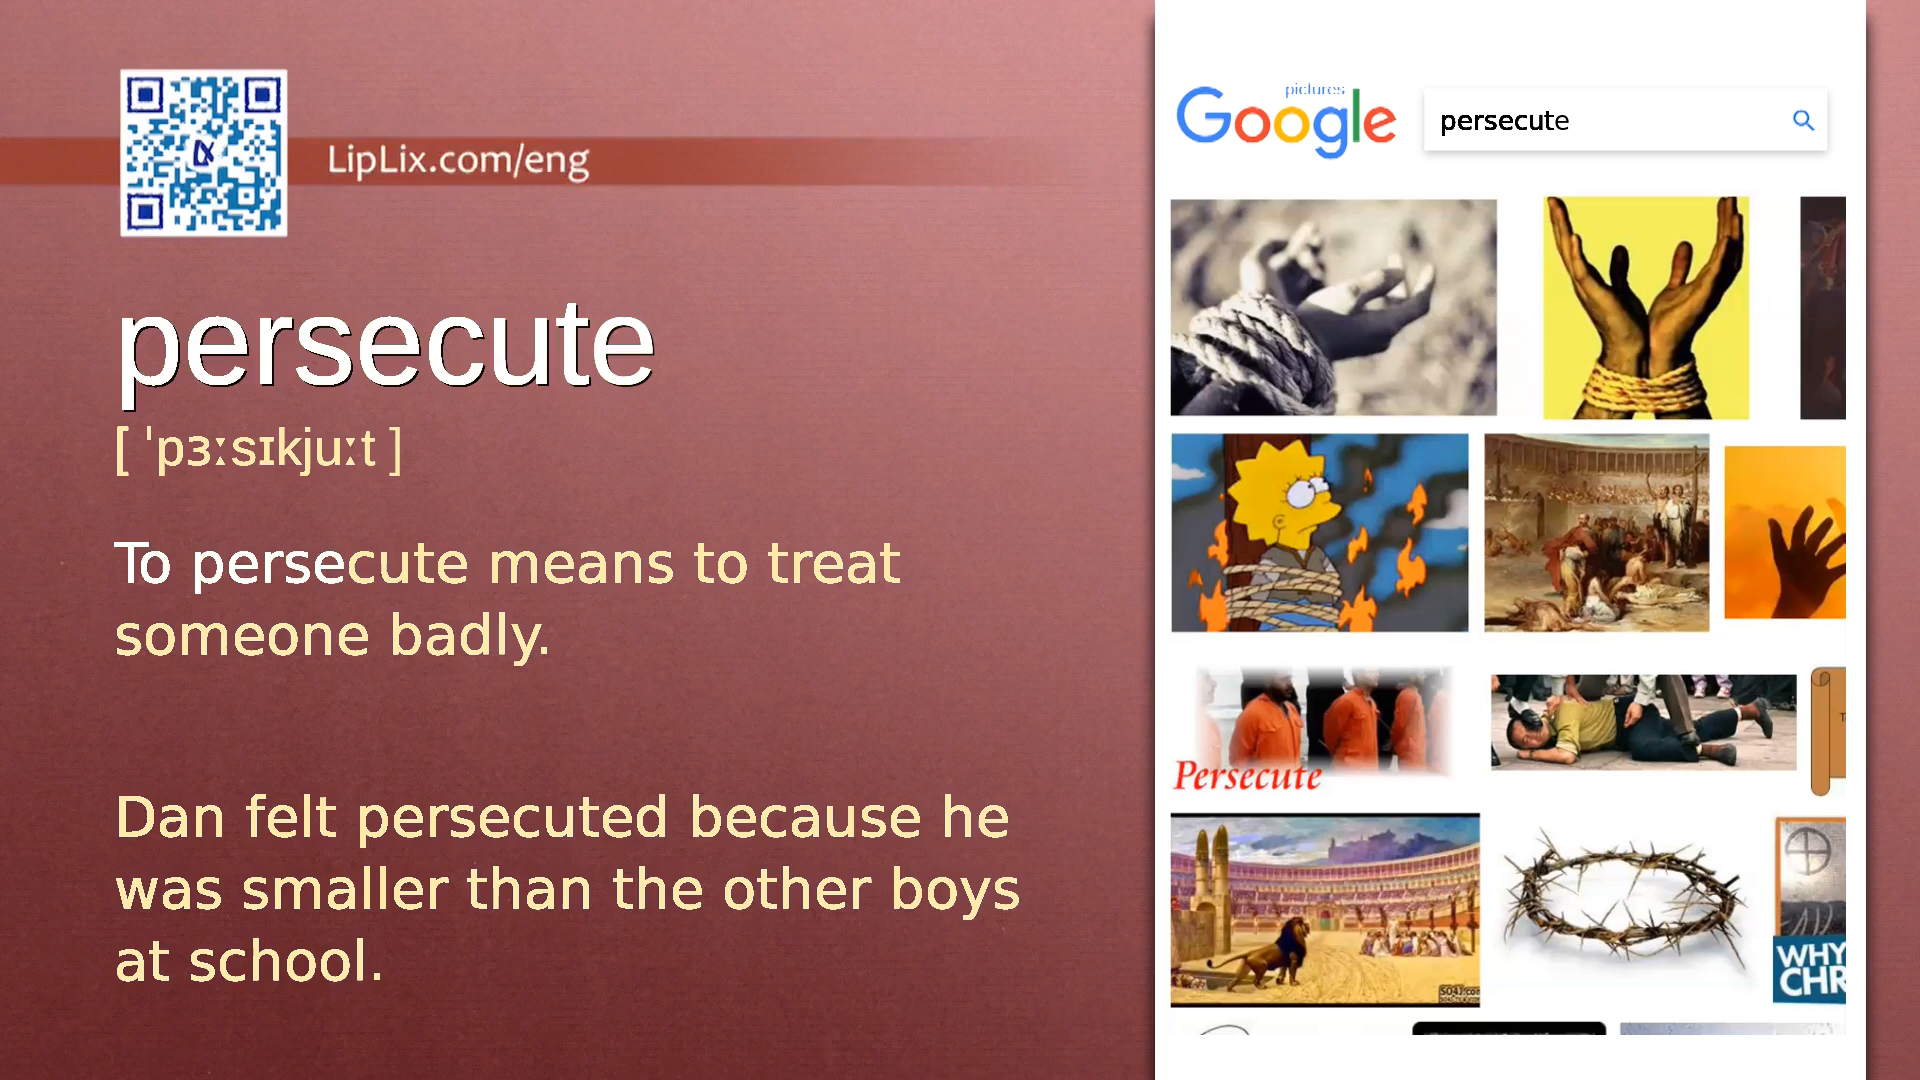 LipLix.com/eng
persecute
[ ˈpɜːsɪkjuːt ]
To persecute means to treat
someone badly.
Dan felt persecuted because he
was smaller than the other boys
at school.
pictures
Google
persecute
Persecute
WHY
CHR